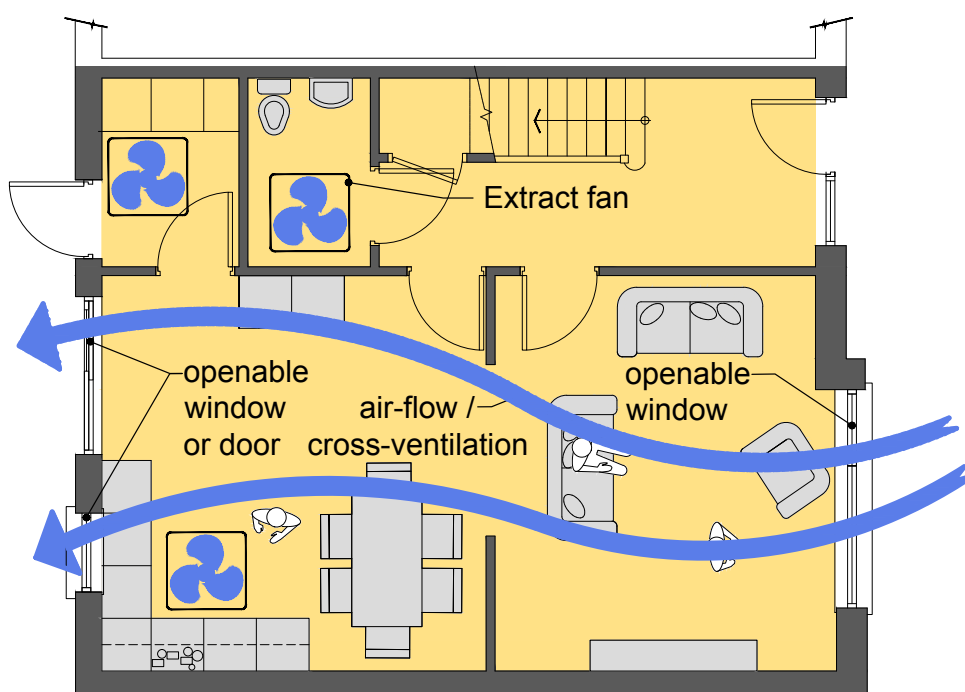 Extract fan
openable
window
or door
air-flow /
cross-ventilation
openable
window